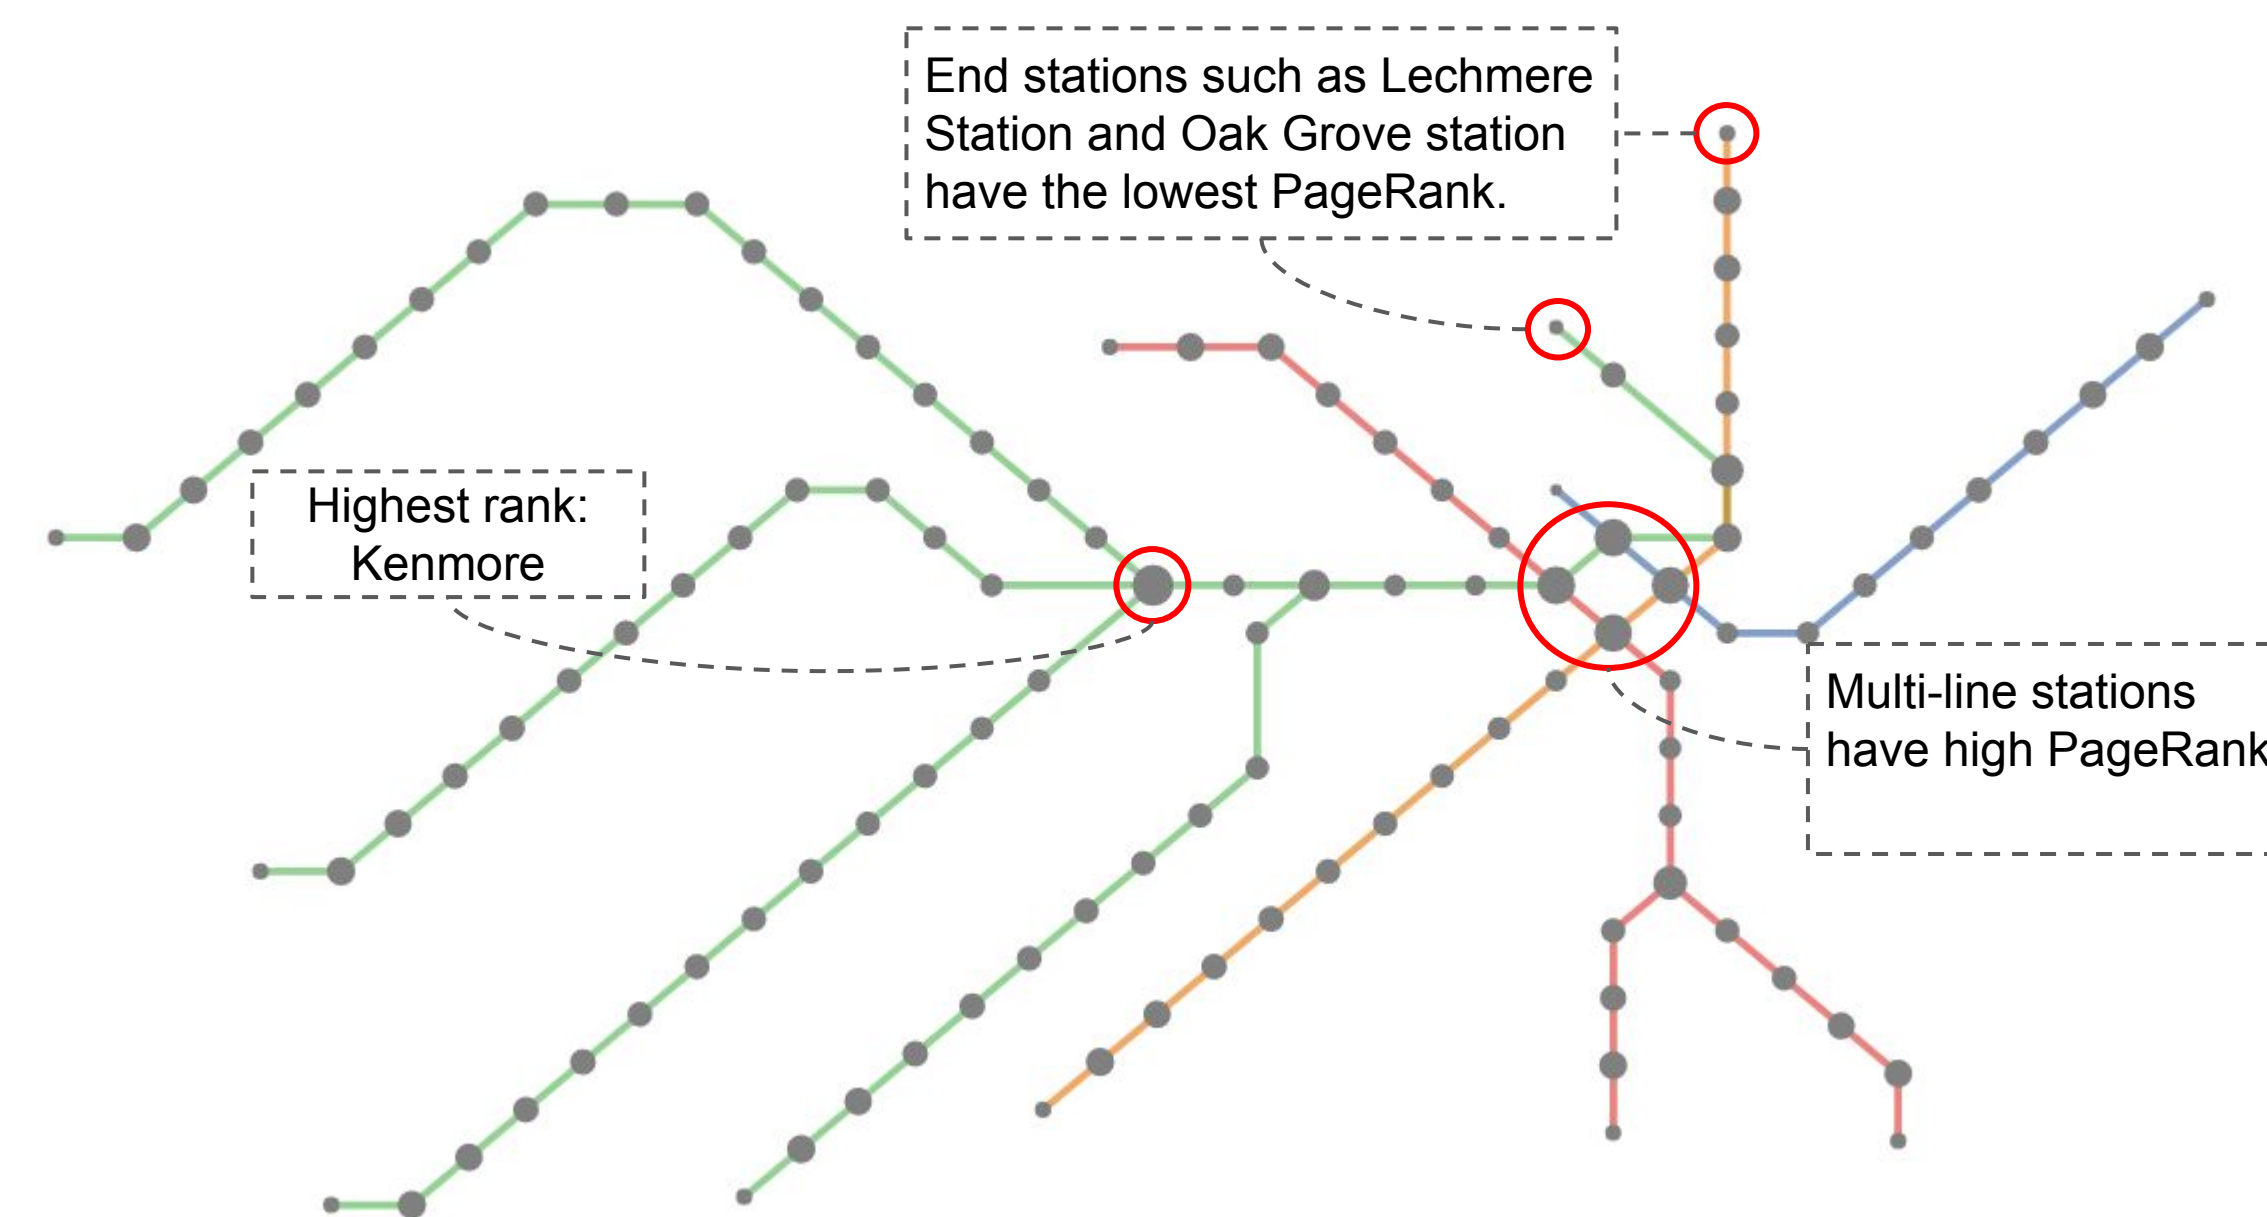 End stations such as Lechmere
Station and Oak Grove station
have the lowest PageRank.
Highest rank:
Kenmore
Multi-line stations
have high PageRank